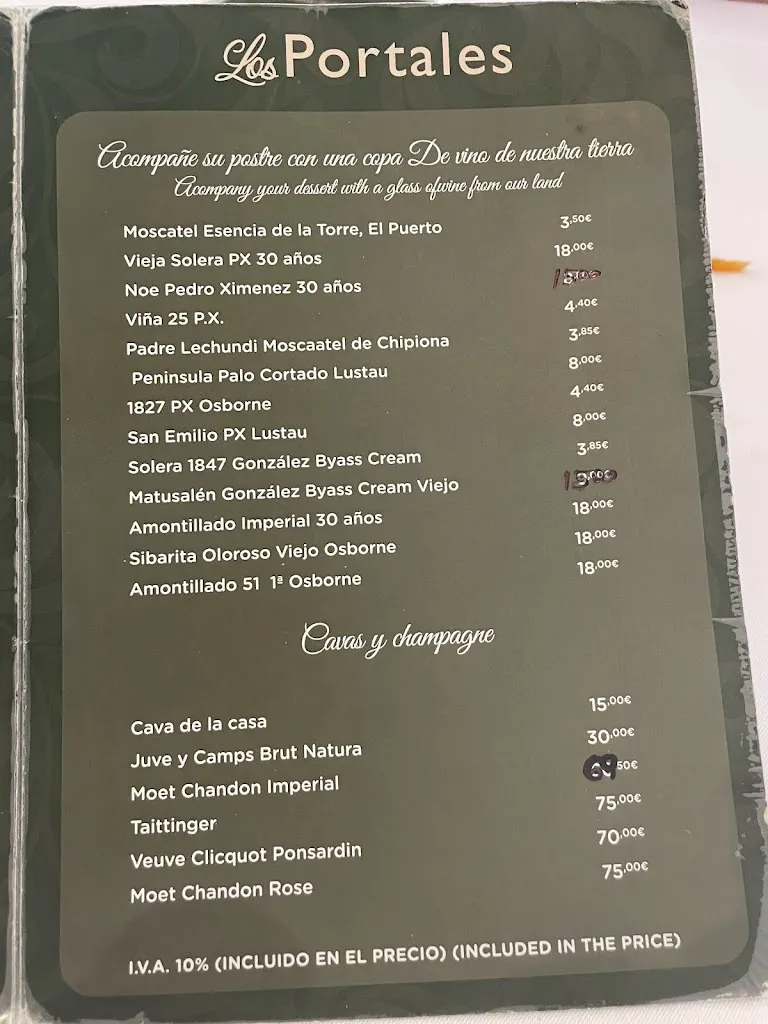 Los Portales
Acompañe su postre con una copa De vino de nuestra tierra
Acompany your dessert with a glass ofwine from our land
Moscatel Esencia de la Torre, El Puerto 3,50€
Vieja Solera PX 30 años 18,00€
Noe Pedro Ximenez 30 años
Viña 25 P.X. 4,40€
Padre Lechundi Moscaatel de Chipiona 3,85€
Peninsula Palo Cortado Lustau 8,00€
1827 PX Osborne 4,40€
San Emilio PX Lustau 8,00€
Solera 1847 González Byass Cream 3,85€
Matusalén González Byass Cream Viejo
Amontillado Imperial 30 años 18,00€
Sibarita Oloroso Viejo Osborne 18,00€
Amontillado 51 1ª Osborne 18,00€
Cavas y champagne
Cava de la casa 15,00€
Juve y Camps Brut Natura 30,00€
Moet Chandon Imperial 69,50€
Taittinger 75,00€
Veuve Clicquot Ponsardin 70,00€
Moet Chandon Rose 75,00€
I.V.A. 10% (INCLUIDO EN EL PRECIO) (INCLUDED IN THE PRICE)